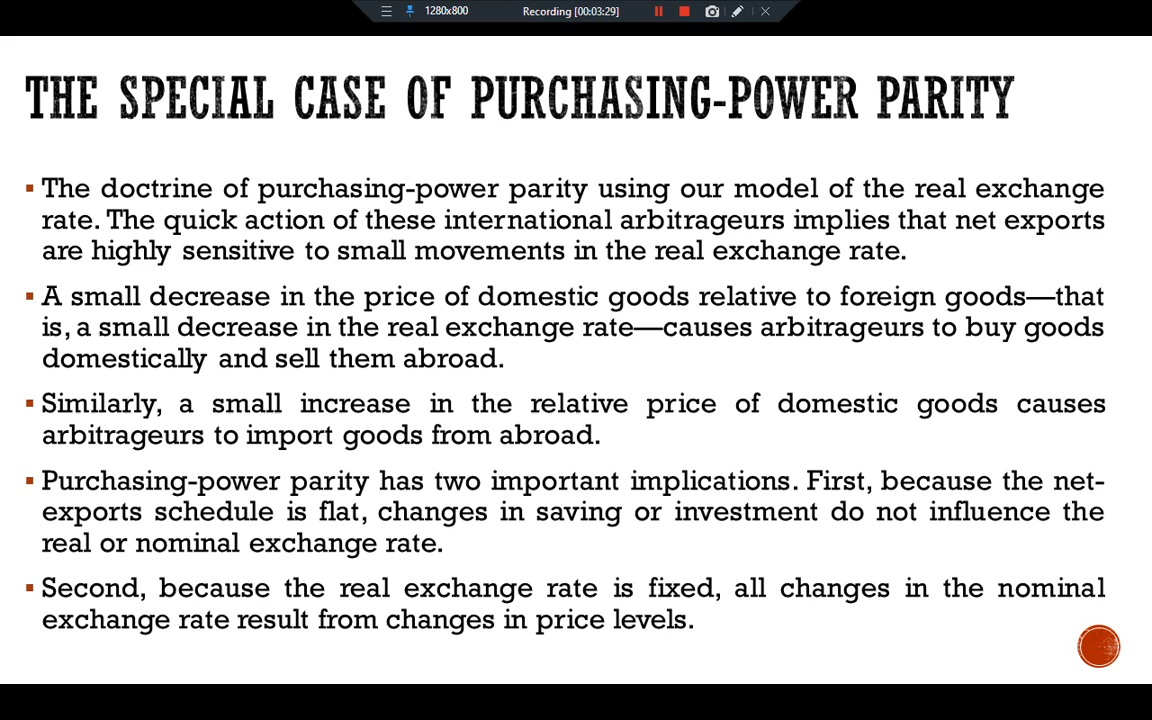 1280x800
Recording [00:03:29]
THE SPECIAL CASE OF PURCHASING-POWER PARITY
▪ The doctrine of purchasing-power parity using our model of the real exchange
rate. The quick action of these international arbitrageurs implies that net exports
are highly sensitive to small movements in the real exchange rate.
▪ A small decrease in the price of domestic goods relative to foreign goods—that
is, a small decrease in the real exchange rate—causes arbitrageurs to buy goods
domestically and sell them abroad.
▪ Similarly, a small increase in the relative price of domestic goods causes
arbitrageurs to import goods from abroad.
▪ Purchasing-power parity has two important implications. First, because the net-
exports schedule is flat, changes in saving or investment do not influence the
real or nominal exchange rate.
▪ Second, because the real exchange rate is fixed, all changes in the nominal
exchange rate result from changes in price levels.